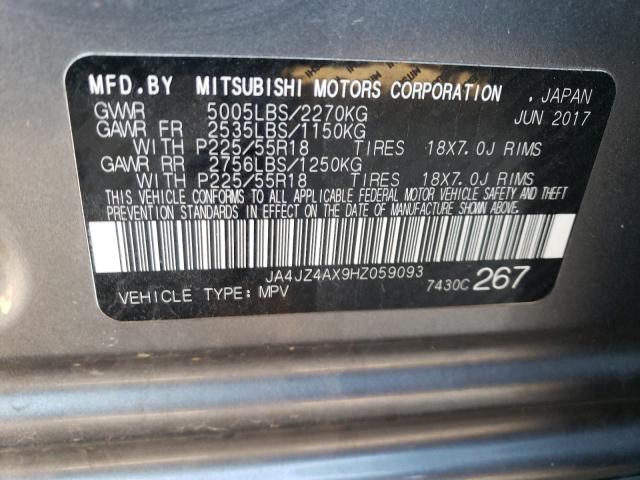 MFD.BY MITSUBISHI MOTORS CORPORATION . JAPAN
GVWR 5005LBS/2270KG JUN 2017
GAWR FR 2535LBS/1150KG
WITH P225/55R18 TIRES 18X7.0J RIMS
GAWR RR 2756LBS/1250KG
WITH P225/55R18 TIRES 18X7.0J RIMS
THIS VEHICLE CONFORMS TO ALL APPLICABLE FEDERAL MOTOR VEHICLE SAFETY AND THEFT
PREVENTION STANDARDS IN EFFECT ON THE DATE OF MANUFACTURE SHOWN ABOVE.
JA4JZ4AX9HZ059093
VEHICLE TYPE: MPV 7430C 267